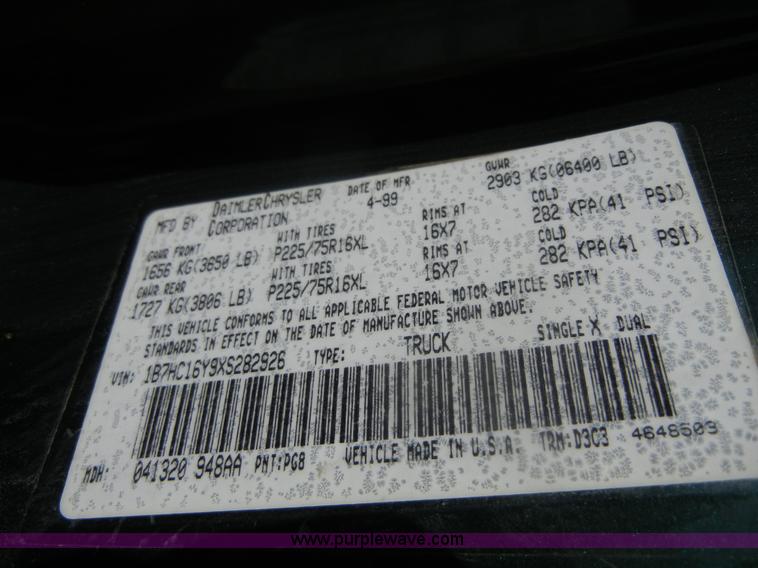 MFD BY DAIMLERCHRYSLER CORPORATION DATE OF MFR 4-99 GVWR 2903 KG(06400 LB)
GAWR FRONT WITH TIRES RIMS AT COLD
1656 KG(3650 LB) P225/75R16XL 16X7 282 KPA(41 PSI)
GAWR REAR WITH TIRES RIMS AT COLD
1727 KG(3806 LB) P225/75R16XL 16X7 282 KPA(41 PSI)
THIS VEHICLE CONFORMS TO ALL APPLICABLE FEDERAL MOTOR VEHICLE SAFETY
STANDARDS IN EFFECT ON THE DATE OF MANUFACTURE SHOWN ABOVE.
VIN: 1B7HC16Y9XS282926 TYPE: TRUCK SINGLE X DUAL
MDH: 041320 948AA PNT:PG8 VEHICLE MADE IN U.S.A. TRM:D3C3 4648503
www.purplewave.com